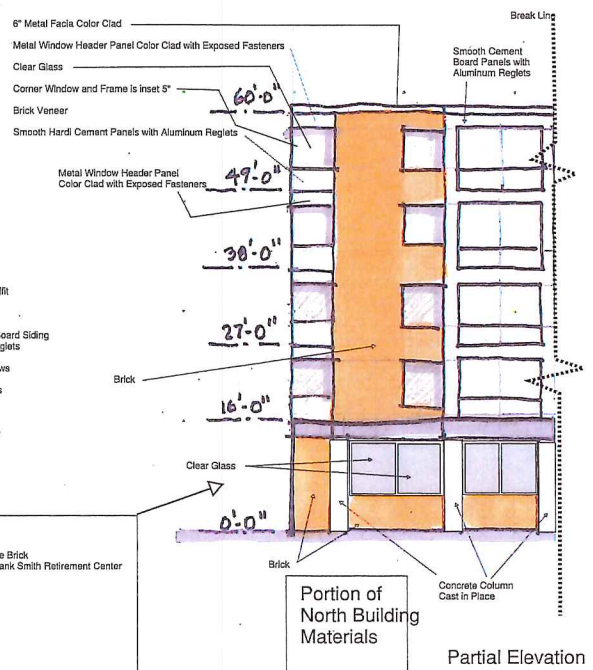 6" Metal Facia Color Clad
Metal Window Header Panel Color Clad with Exposed Fasteners
Clear Glass
Corner Window and Frame is inset 5"
Brick Veneer
Smooth Hardi Cement Panels with Aluminum Reglets
Metal Window Header Panel
Color Clad with Exposed Fasteners
Break Line
Smooth Cement
Board Panels with
Aluminum Reglets
60'-0"
49'-0"
38'-0"
27'-0"
16'-0"
0'-0"
Brick
Clear Glass
Brick
Concrete Column
Cast in Place
Portion of
North Building
Materials
Partial Elevation